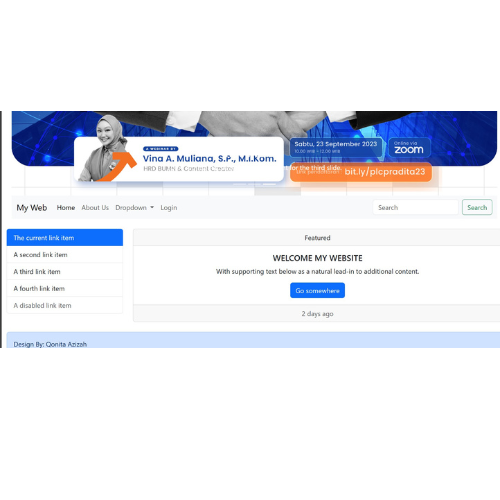 A WEBINAR BY
Vina A. Muliana, S.P., M.I.Kom.
HRD BUMN & Content Creator
Sabtu, 23 September 2023
10.00 WIB - 12.00 WIB
Online via
zoom
for the third slide.
bit.ly/plcpradita23
My Web Home About Us Dropdown Login Search Search
The current link item
A second link item
A third link item
A fourth link item
A disabled link item
Featured
WELCOME MY WEBSITE
With supporting text below as a natural lead-in to additional content.
Go somewhere
2 days ago
Design By: Qonita Azizah